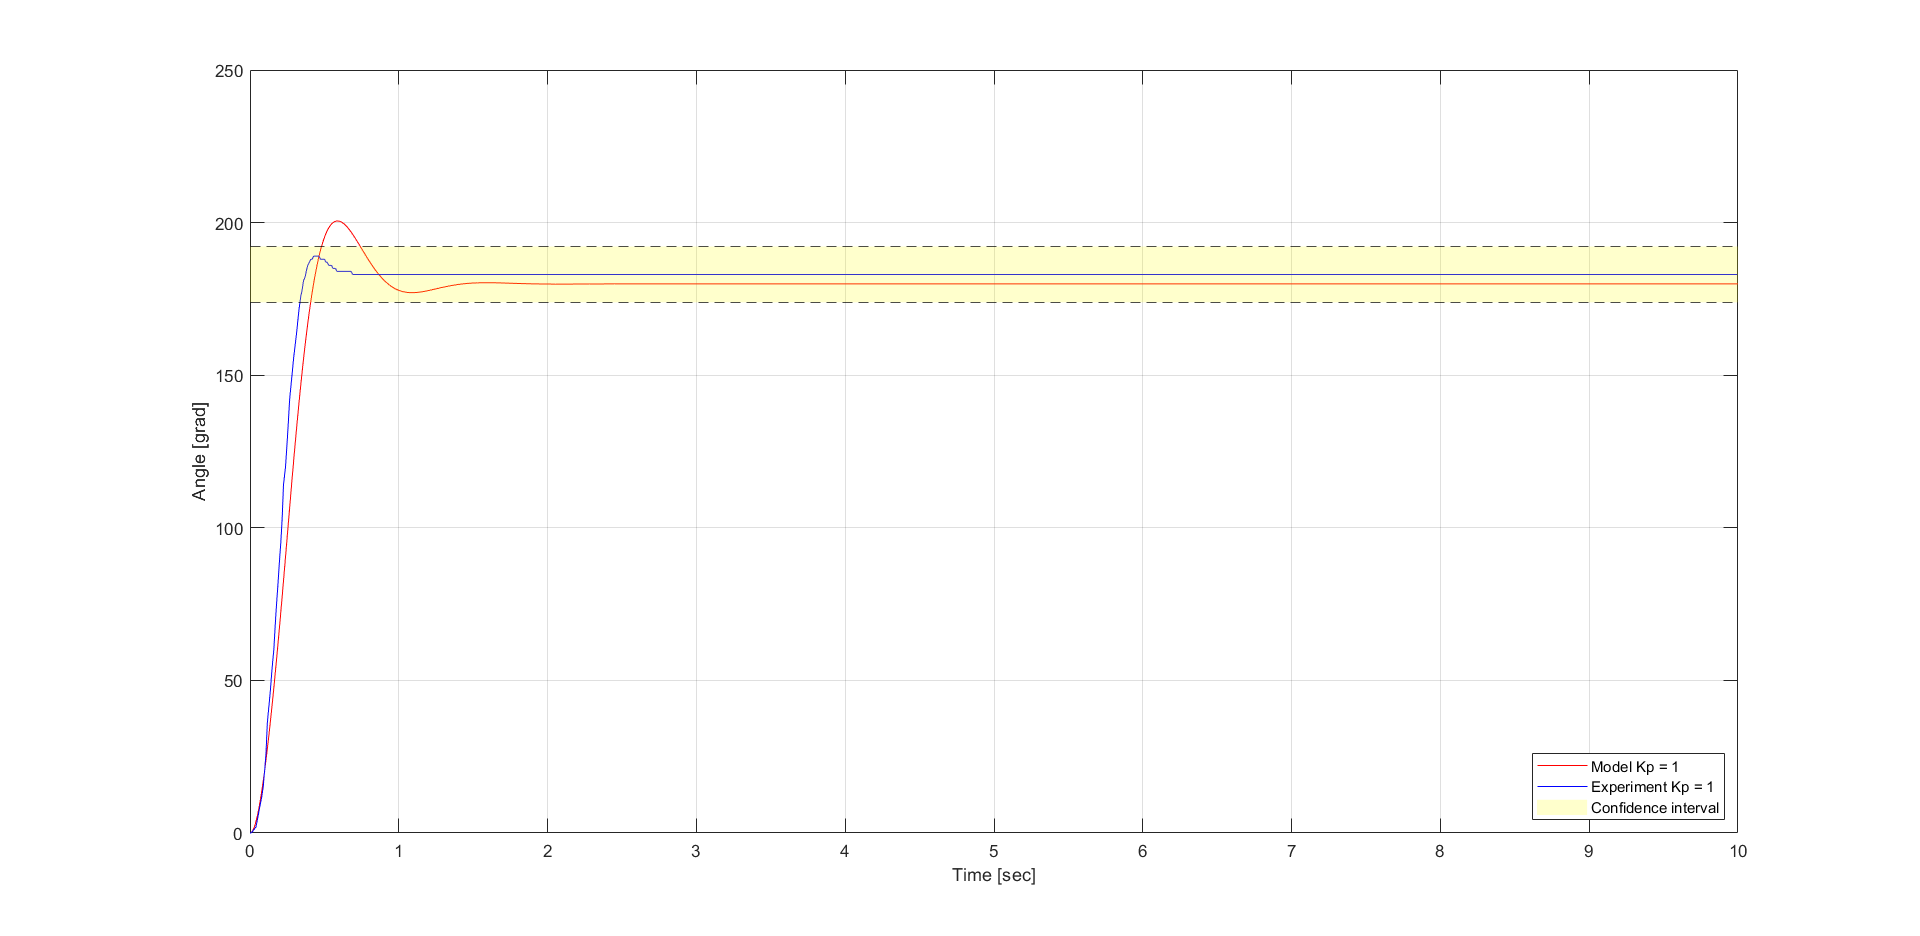 250
200
150
100
50
0
Angle [grad]
0 1 2 3 4 5 6 7 8 9 10
Time [sec]
Model Kp = 1
Experiment Kp = 1
Confidence interval